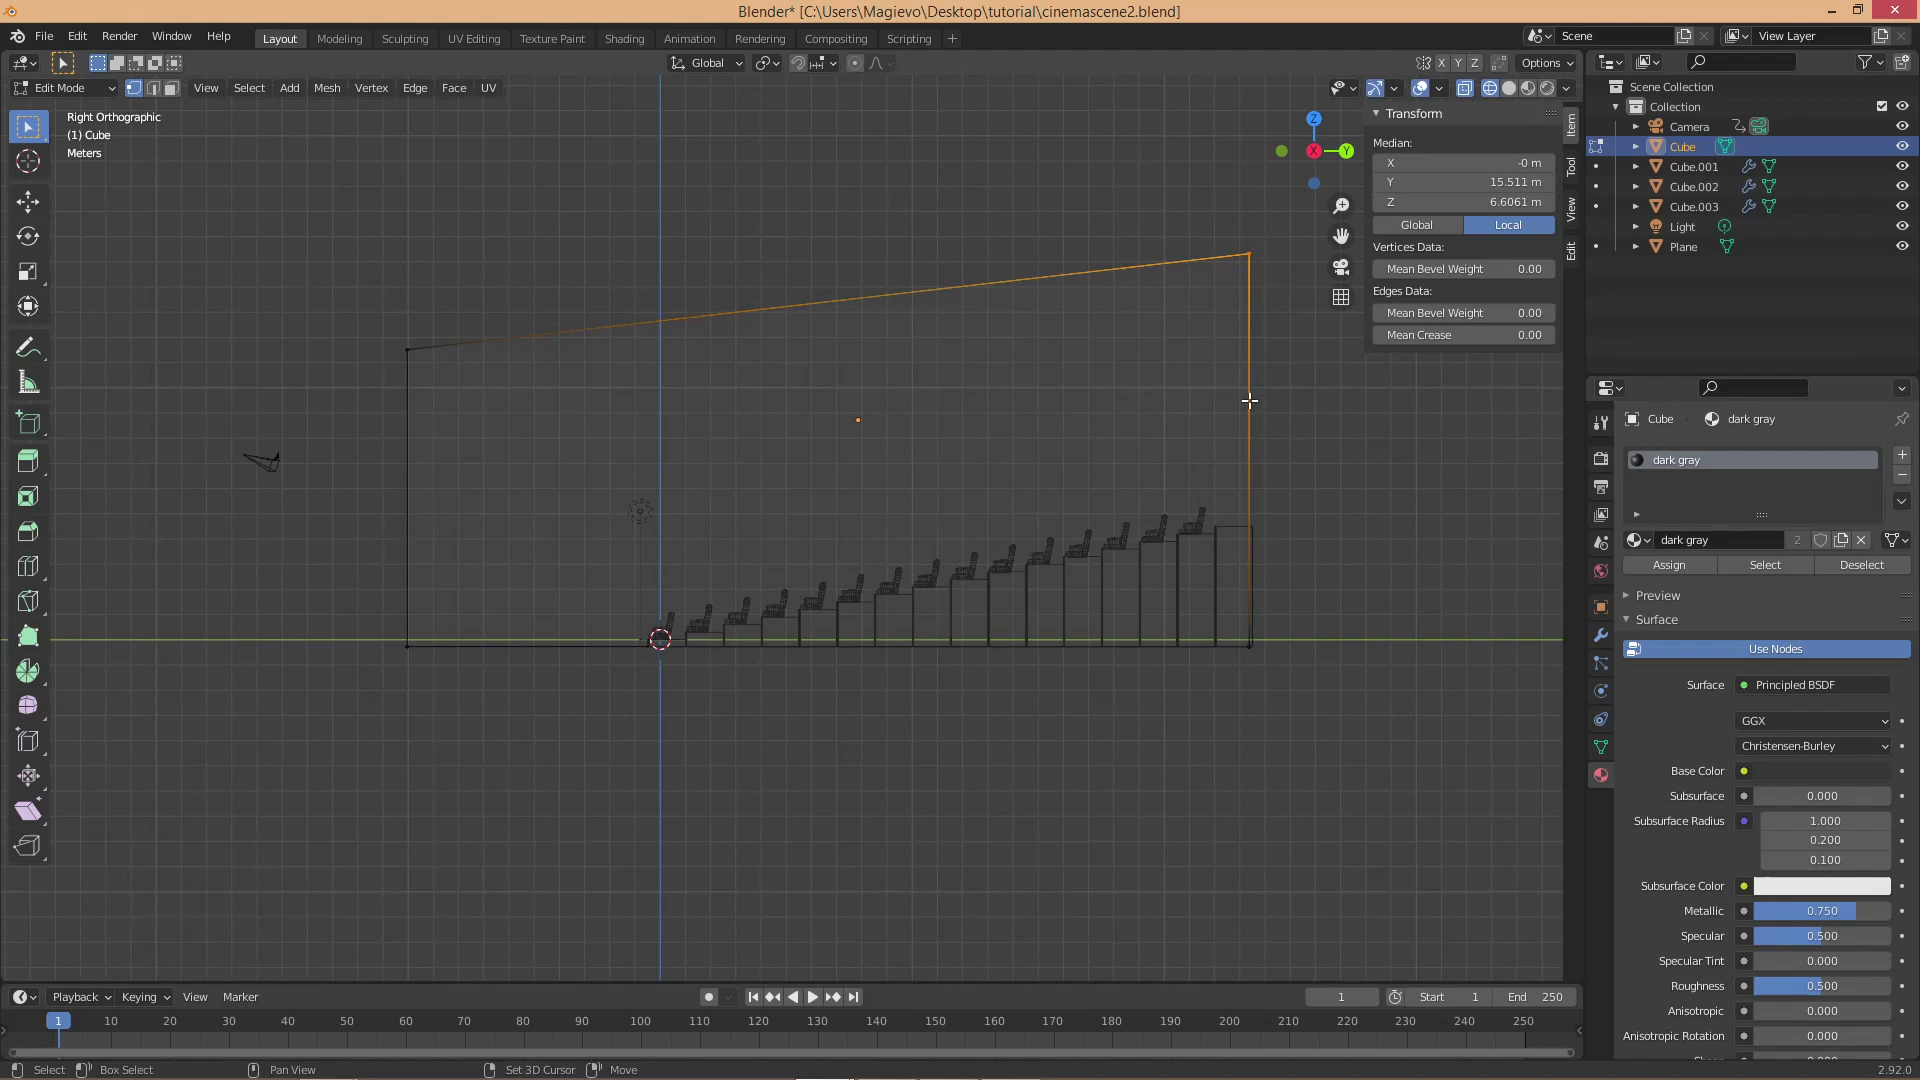 Blender* [C:\Users\Magievo\Desktop\tutorial\cinemascene2.blend]
File Edit Render Window Help Layout Modeling Sculpting UV Editing Texture Paint Shading Animation Rendering Compositing Scripting + Scene View Layer
Global X Y Z Options
Edit Mode View Select Add Mesh Vertex Edge Face UV
Right Orthographic
(1) Cube
Meters
Z
X
Y
Transform
Median:
X -0 m
Y 15.511 m
Z 6.6061 m
Global Local
Vertices Data:
Mean Bevel Weight 0.00
Edges Data:
Mean Bevel Weight 0.00
Mean Crease 0.00
Item
Tool
View
Edit
Scene Collection
Collection
Camera
Cube
Cube.001
Cube.002
Cube.003
Light
Plane
Cube dark gray
dark gray
dark gray 2
Assign Select Deselect
Preview
Surface
Use Nodes
Surface Principled BSDF
GGX
Christensen-Burley
Base Color
Subsurface 0.000
Subsurface Radius 1.000
0.200
0.100
Subsurface Color
Metallic 0.750
Specular 0.500
Specular Tint 0.000
Roughness 0.500
Anisotropic 0.000
Anisotropic Rotation 0.000
Playback Keying View Marker 1 Start 1 End 250
1 10 20 30 40 50 60 70 80 90 100 110 120 130 140 150 160 170 180 190 200 210 220 230 240 250
Select Box Select Pan View Set 3D Cursor Move 2.92.0